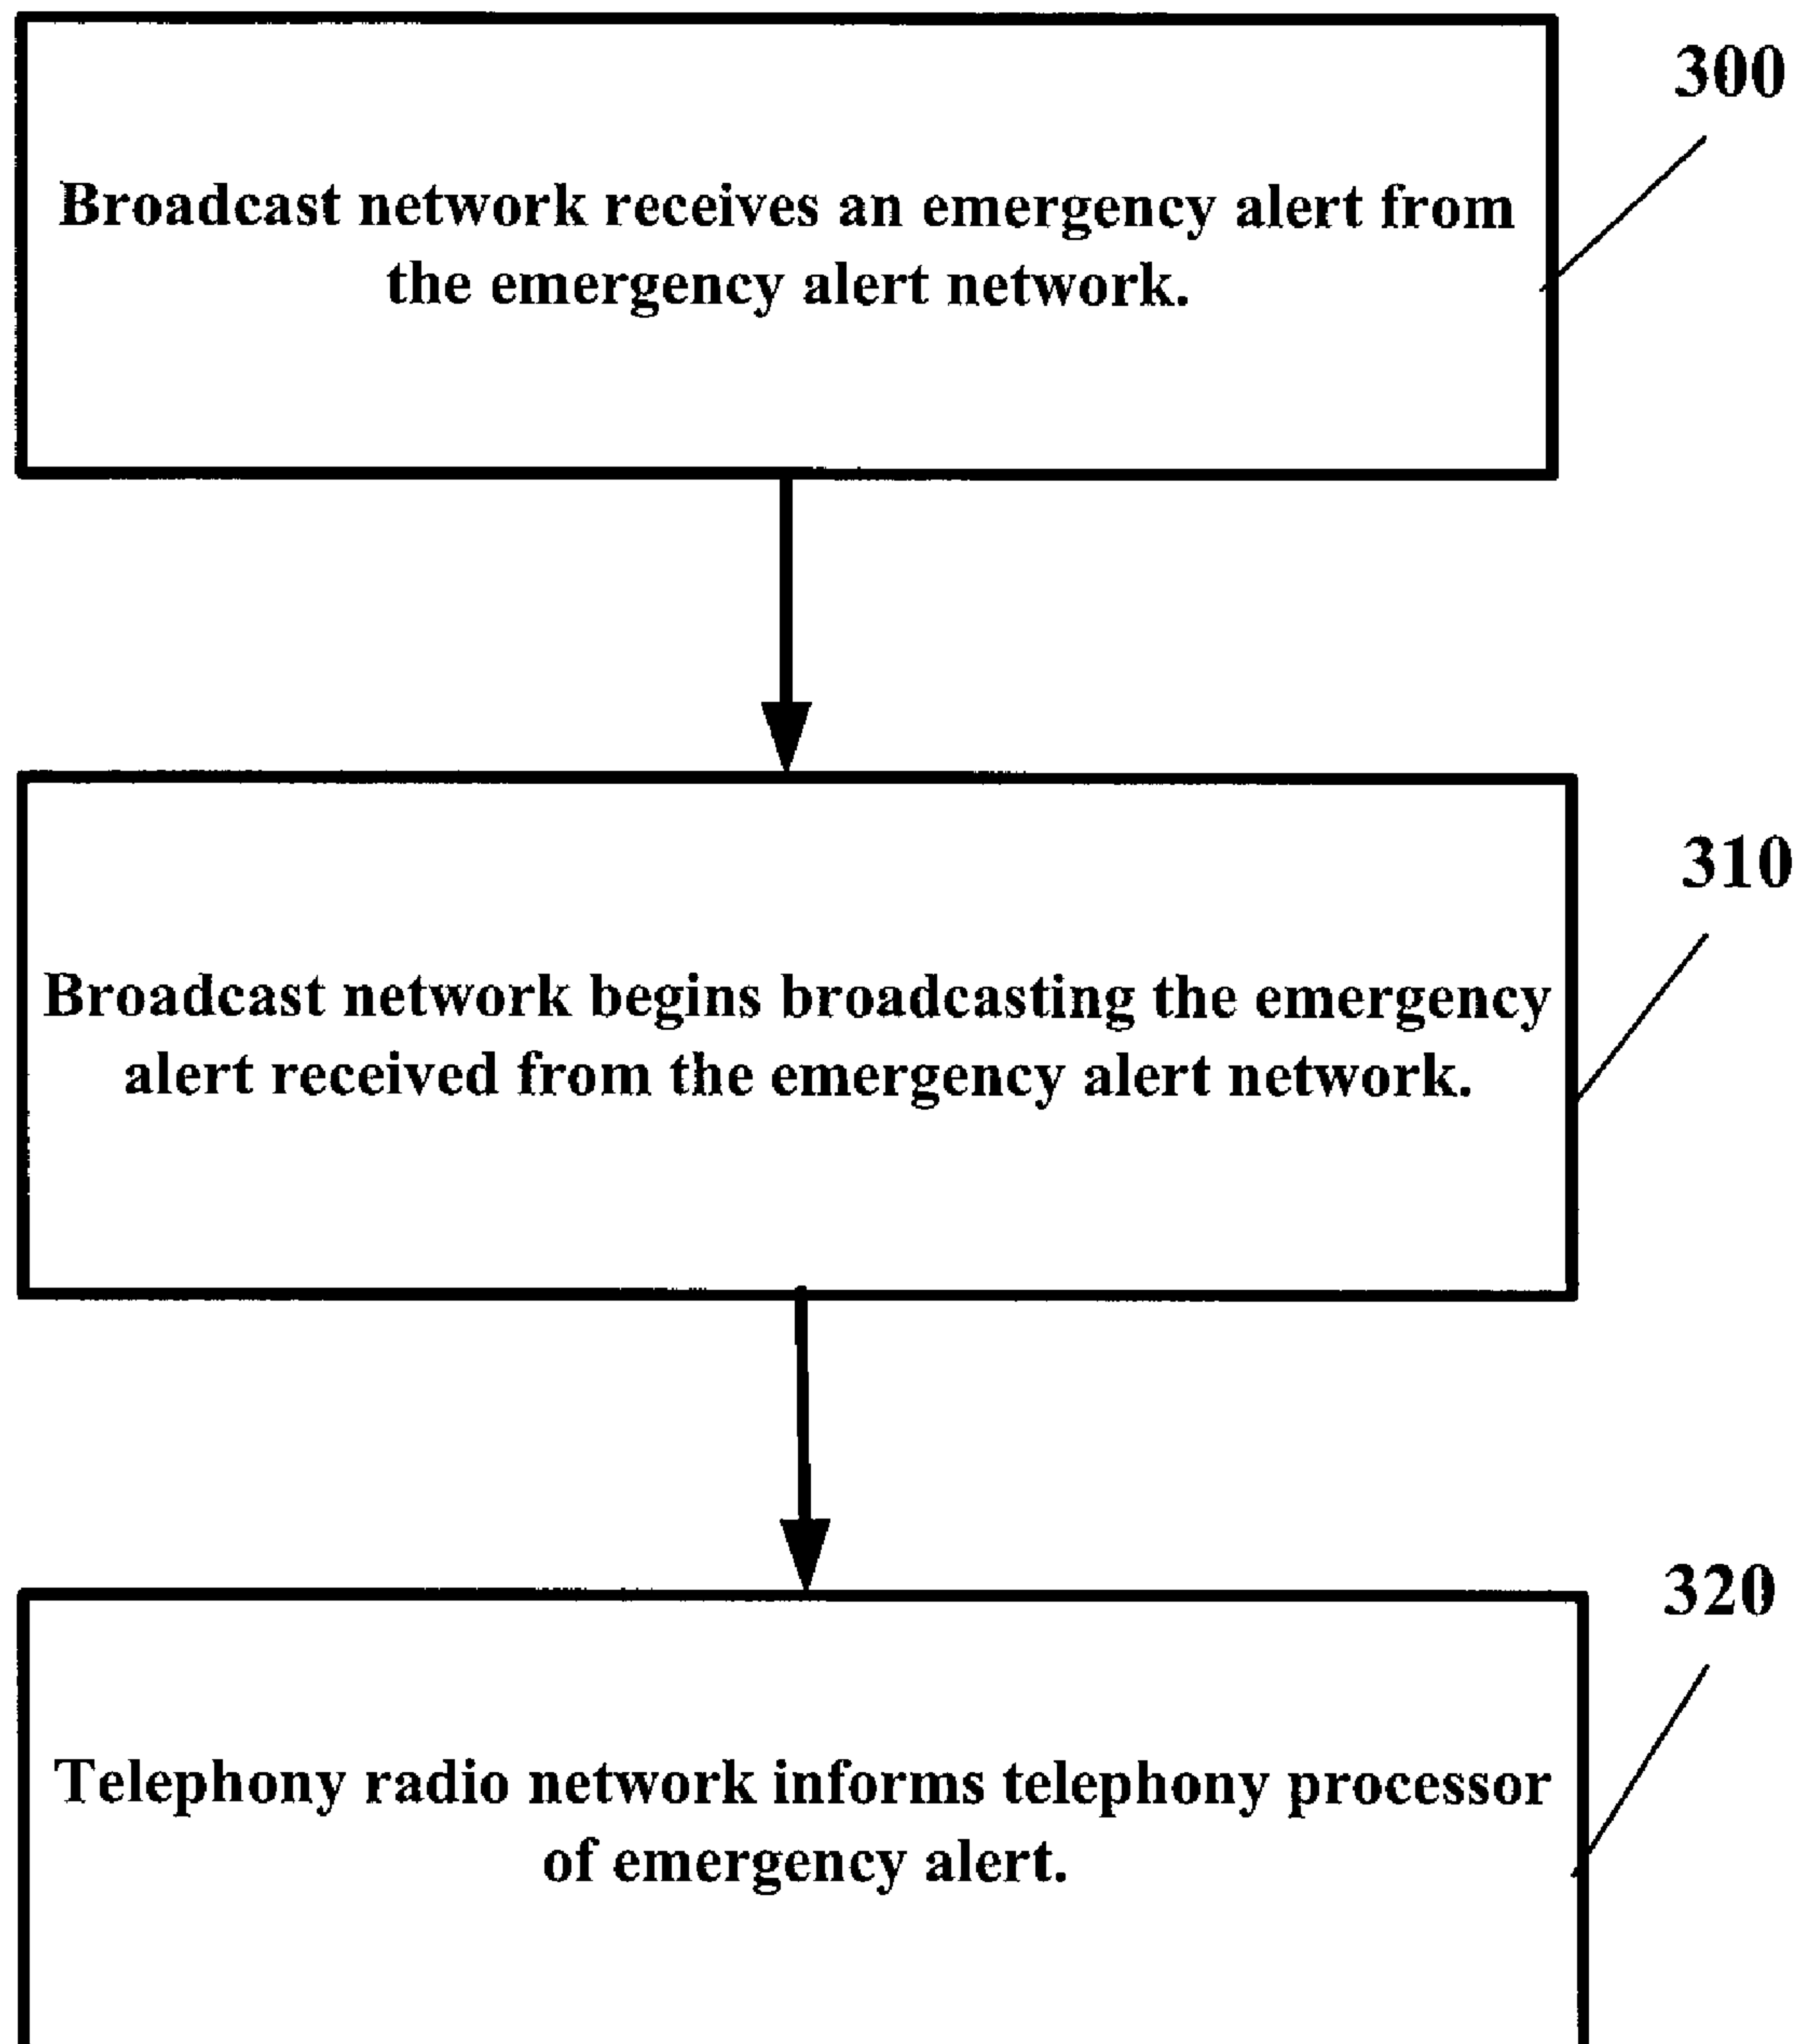 300
Broadcast network receives an emergency alert from
the emergency alert network.
310
Broadcast network begins broadcasting the emergency
alert received from the emergency alert network.
320
Telephony radio network informs telephony processor
of emergency alert.